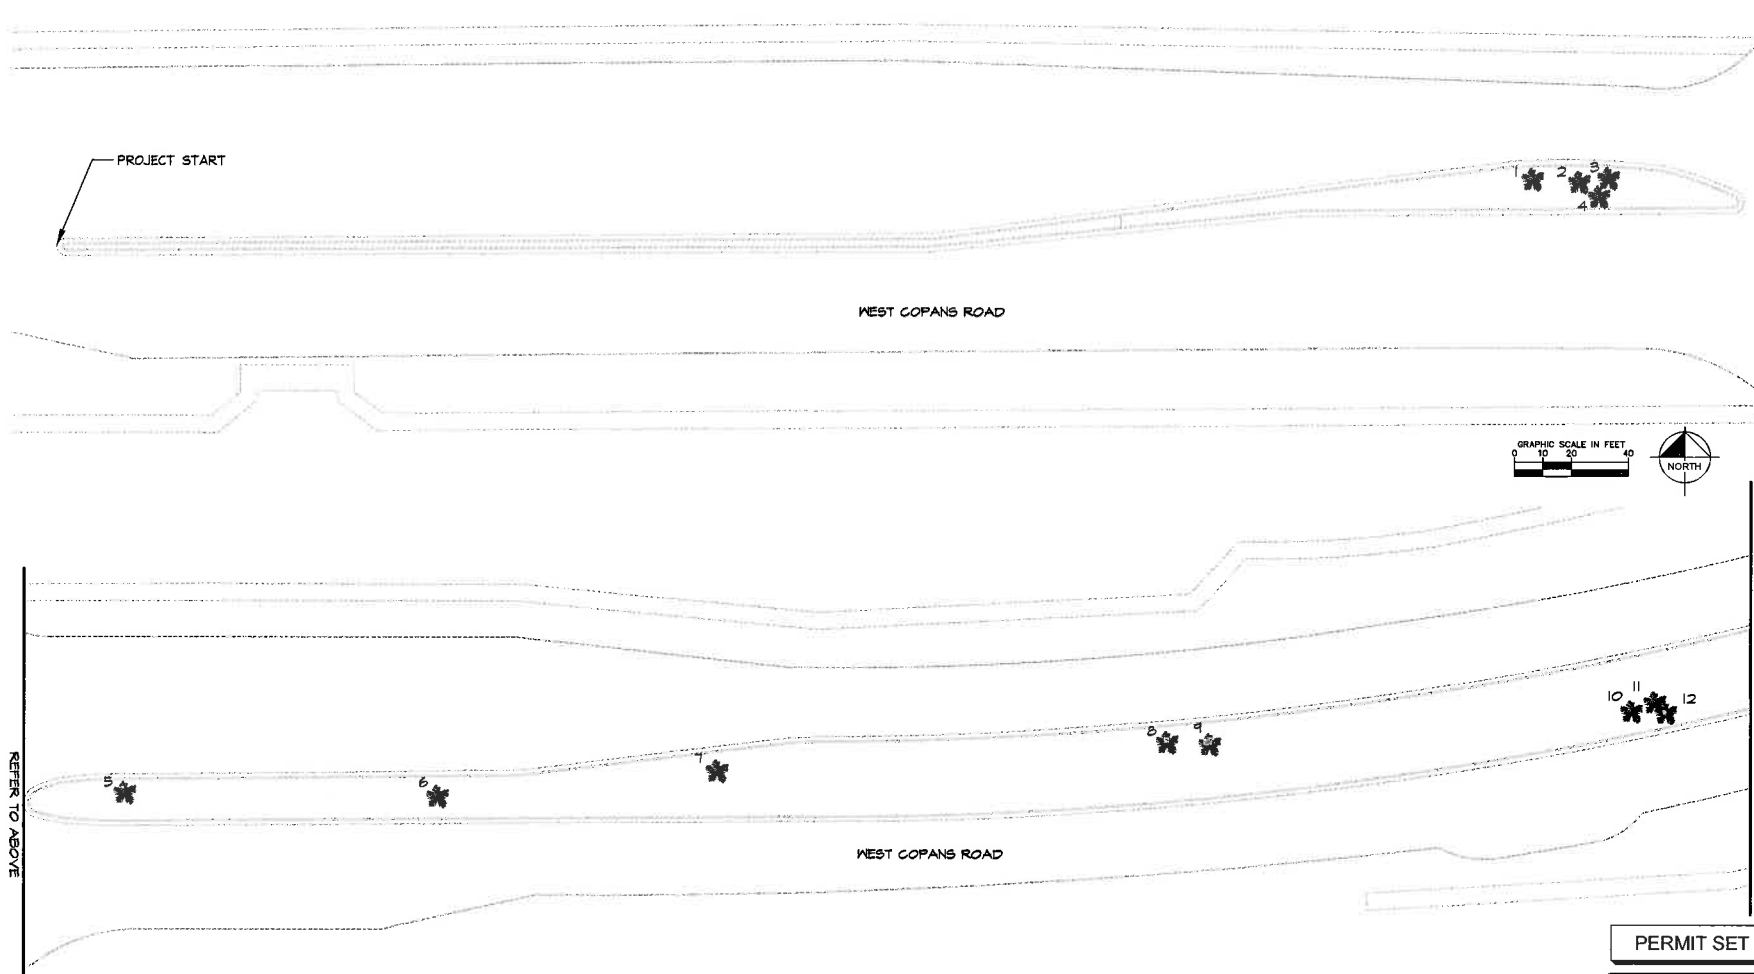 PROJECT START
1 2 3
4
WEST COPANS ROAD
GRAPHIC SCALE IN FEET
0 10 20 40
NORTH
REFER TO ABOVE
5
6
7
8 9
10 11 12
WEST COPANS ROAD
PERMIT SET